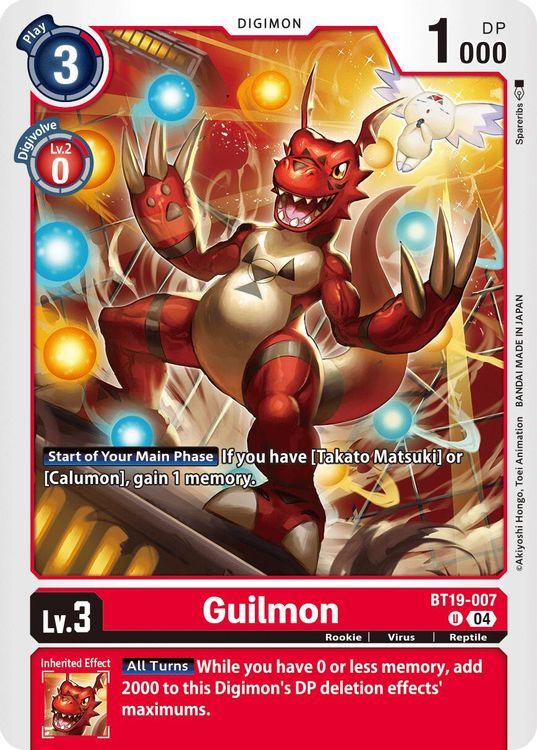 DIGIMON
Play
3
DP
1000
Digivolve
Lv.2
0
Spareribs
©Akiyoshi Hongo, Toei Animation BANDAI MADE IN JAPAN
Start of Your Main Phase If you have [Takato Matsuki] or
[Calumon], gain 1 memory.
Lv.3
Guilmon
BT19-007
U 04
Rookie | Virus | Reptile
Inherited Effect
All Turns While you have 0 or less memory, add
2000 to this Digimon's DP deletion effects'
maximums.